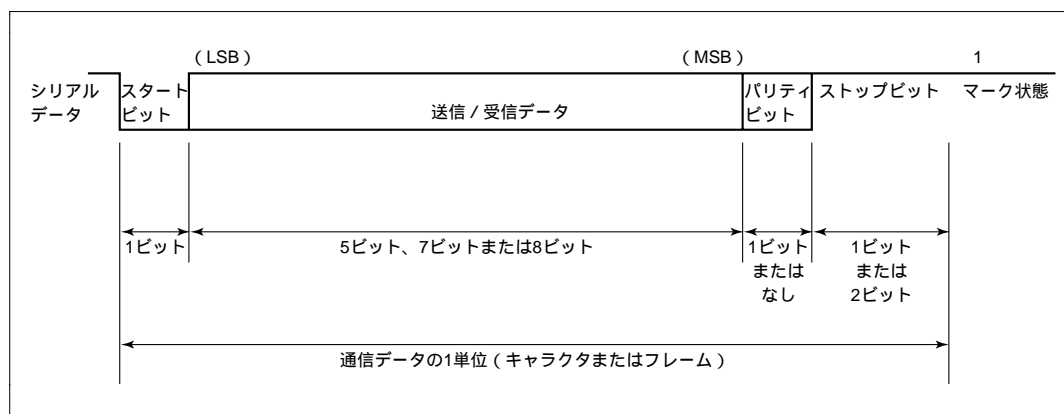 （LSB）
（MSB）
1
シリアル
データ
スタート
ビット
送信／受信データ
パリティ
ビット
ストップビット
マーク状態
1ビット
5ビット、7ビットまたは8ビット
1ビット
または
なし
1ビット
または
2ビット
通信データの1単位（キャラクタまたはフレーム）